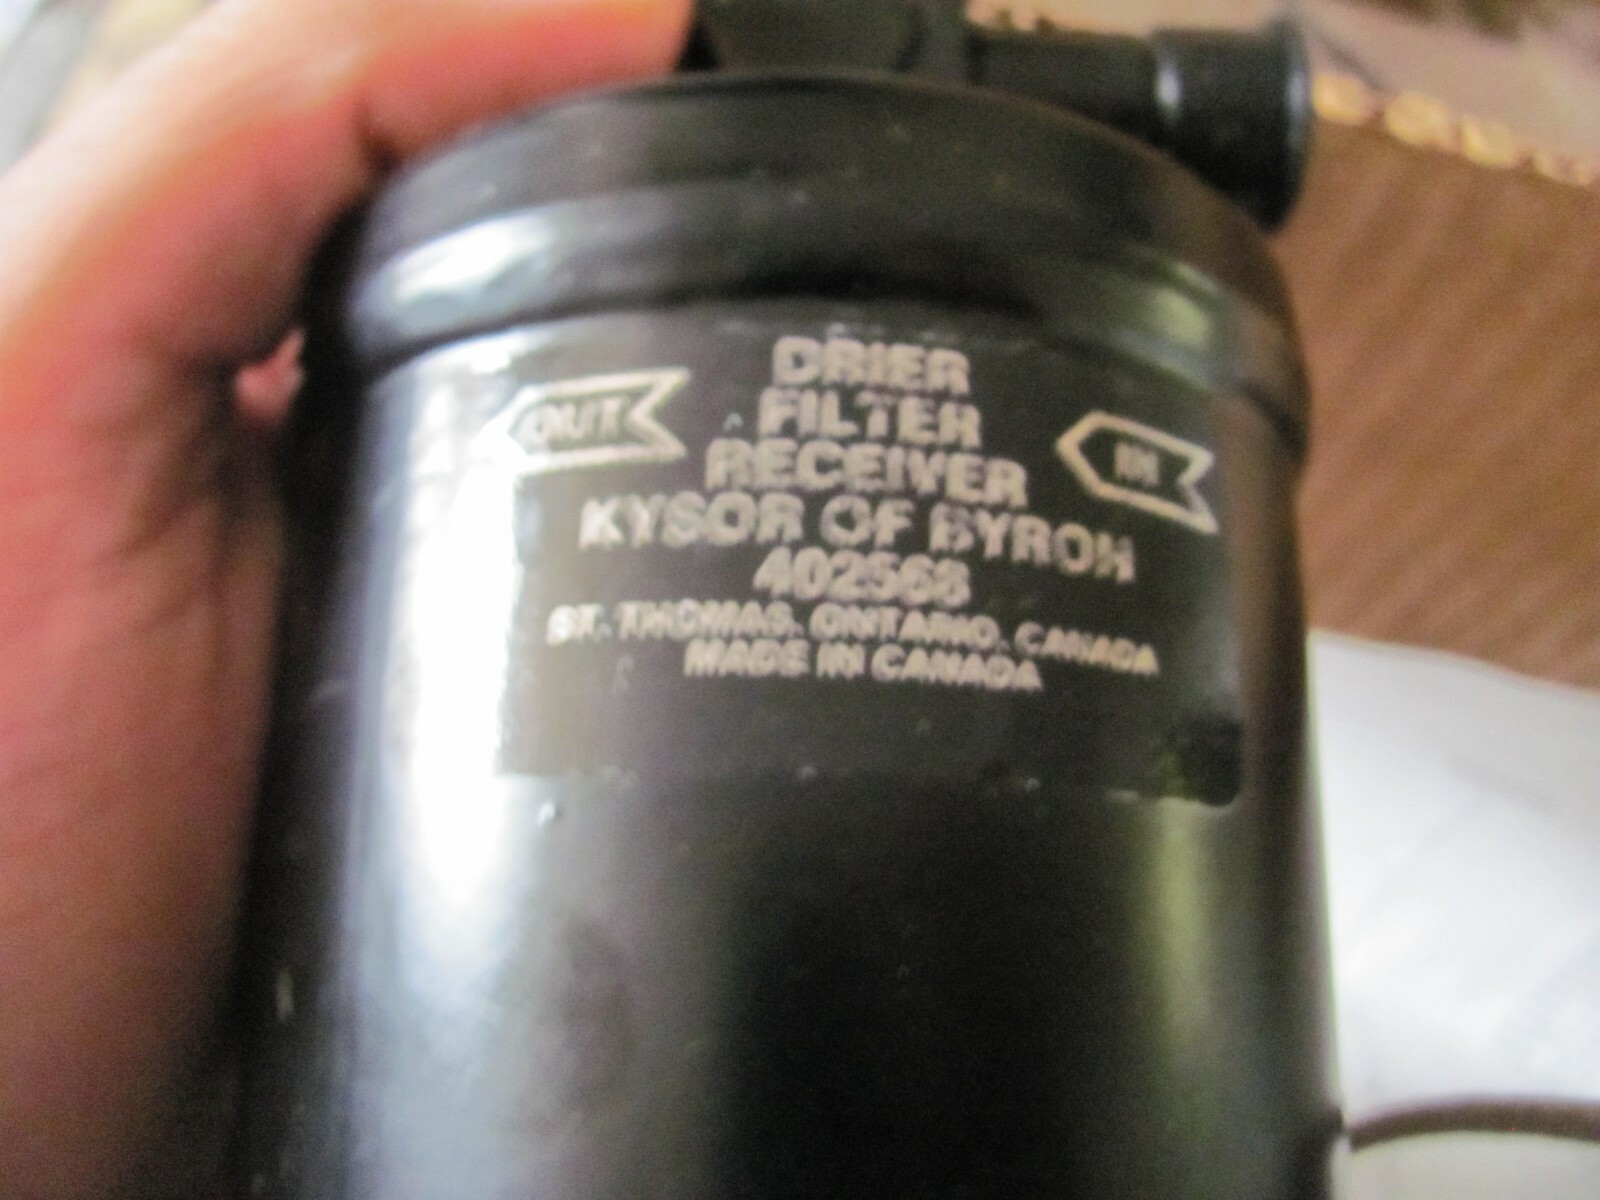 DRIER
OUT
FILTER
IN
RECEIVER
KYSOR OF BYRON
402568
ST. THOMAS, ONTARIO, CANADA
MADE IN CANADA